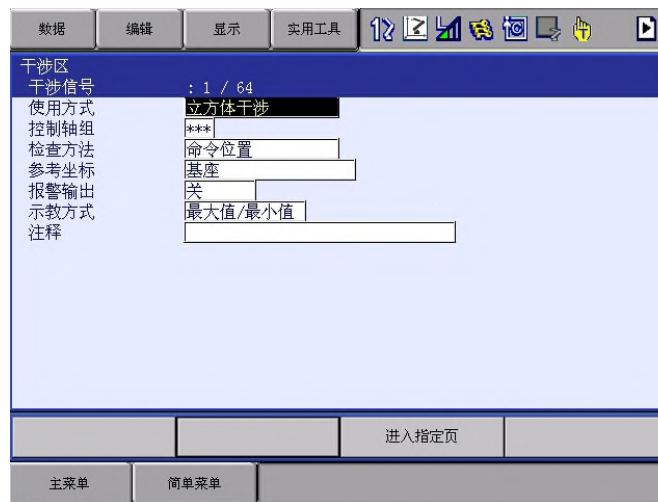 数据 编辑 显示 实用工具
干涉区
干涉信号 : 1 / 64
使用方式 立方体干涉
控制轴组 ***
检查方法 命令位置
参考坐标 基座
报警输出 关
示教方式 最大值/最小值
注释
进入指定页
主菜单 简单菜单